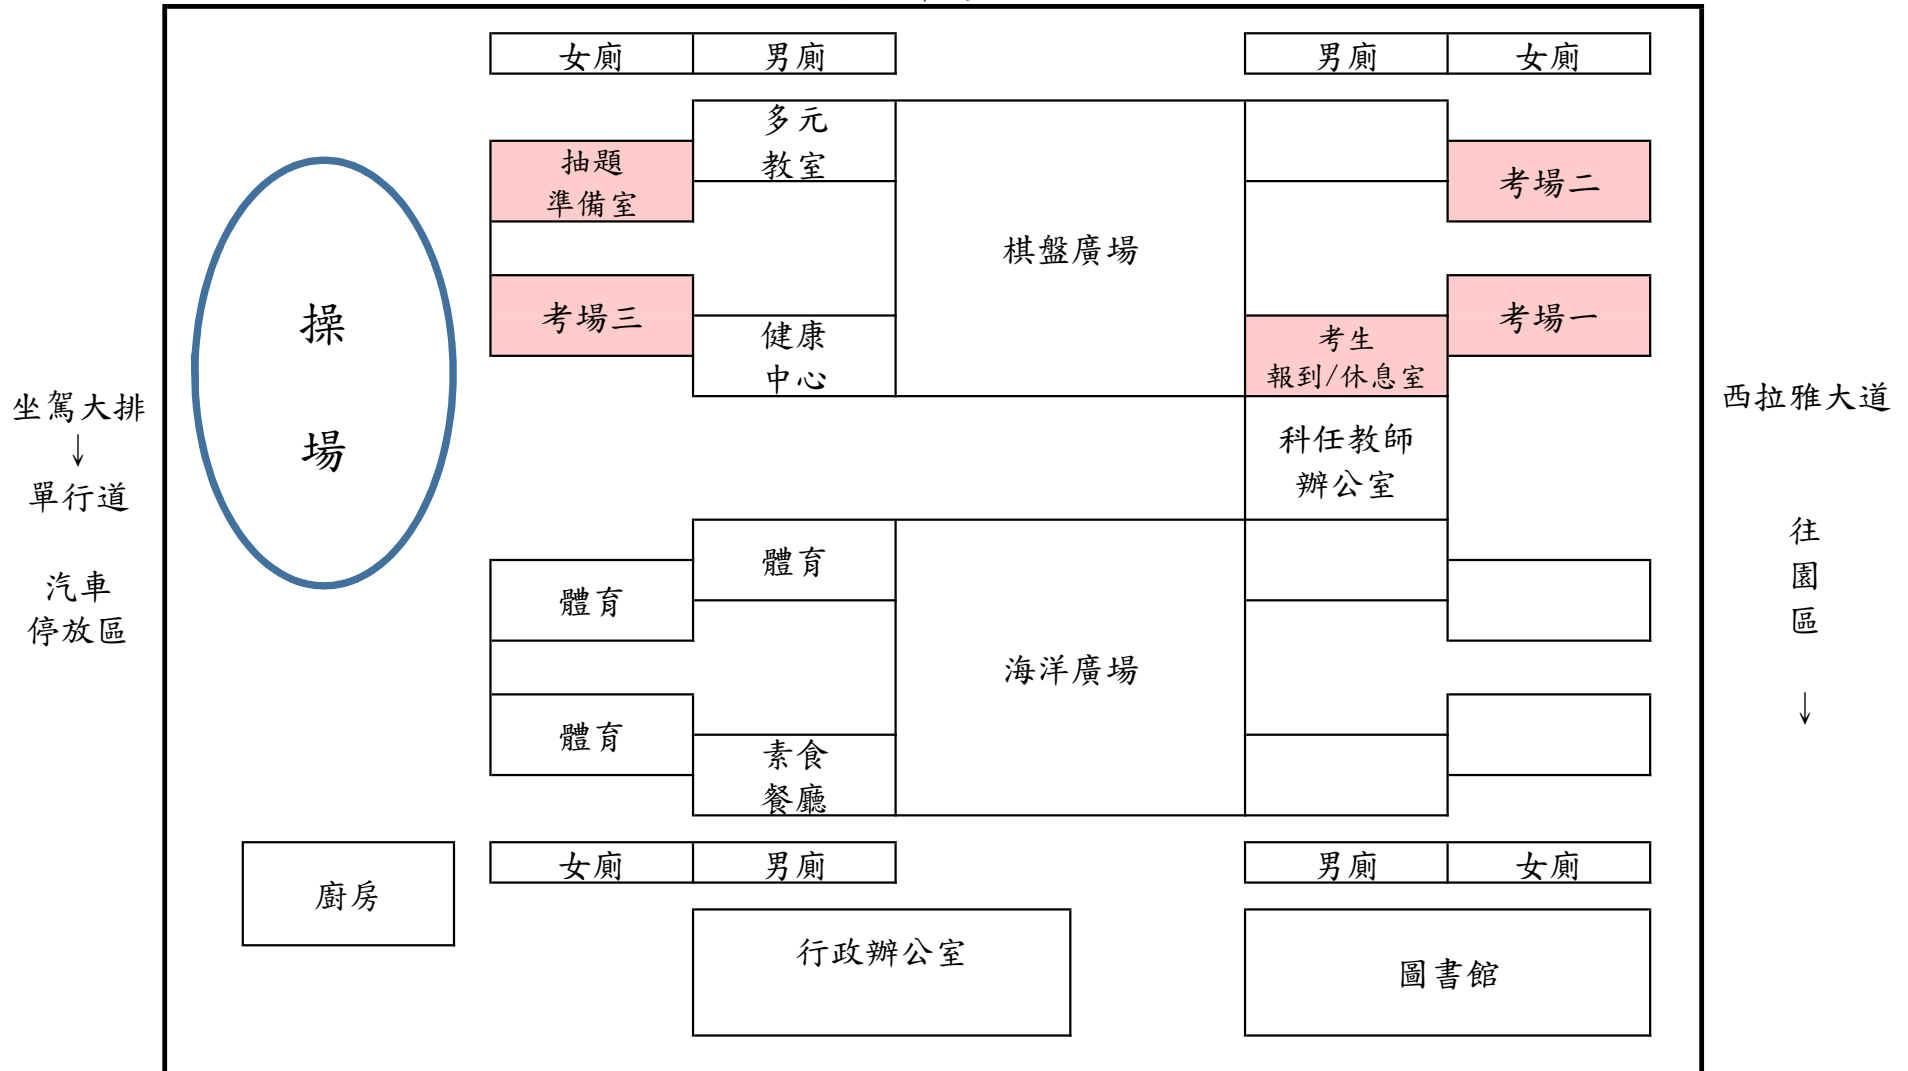 女廁 男廁 男廁 女廁
多元
教室
抽題
準備室
考場二
棋盤廣場
考場三
考場一
健康
中心
考生
報到/休息室
操
場
坐駕大排
↓
單行道
汽車
停放區
西拉雅大道
往
園
區
↓
科任教師
辦公室
體育
體育
海洋廣場
體育
素食
餐廳
女廁 男廁 男廁 女廁
廚房
行政辦公室
圖書館